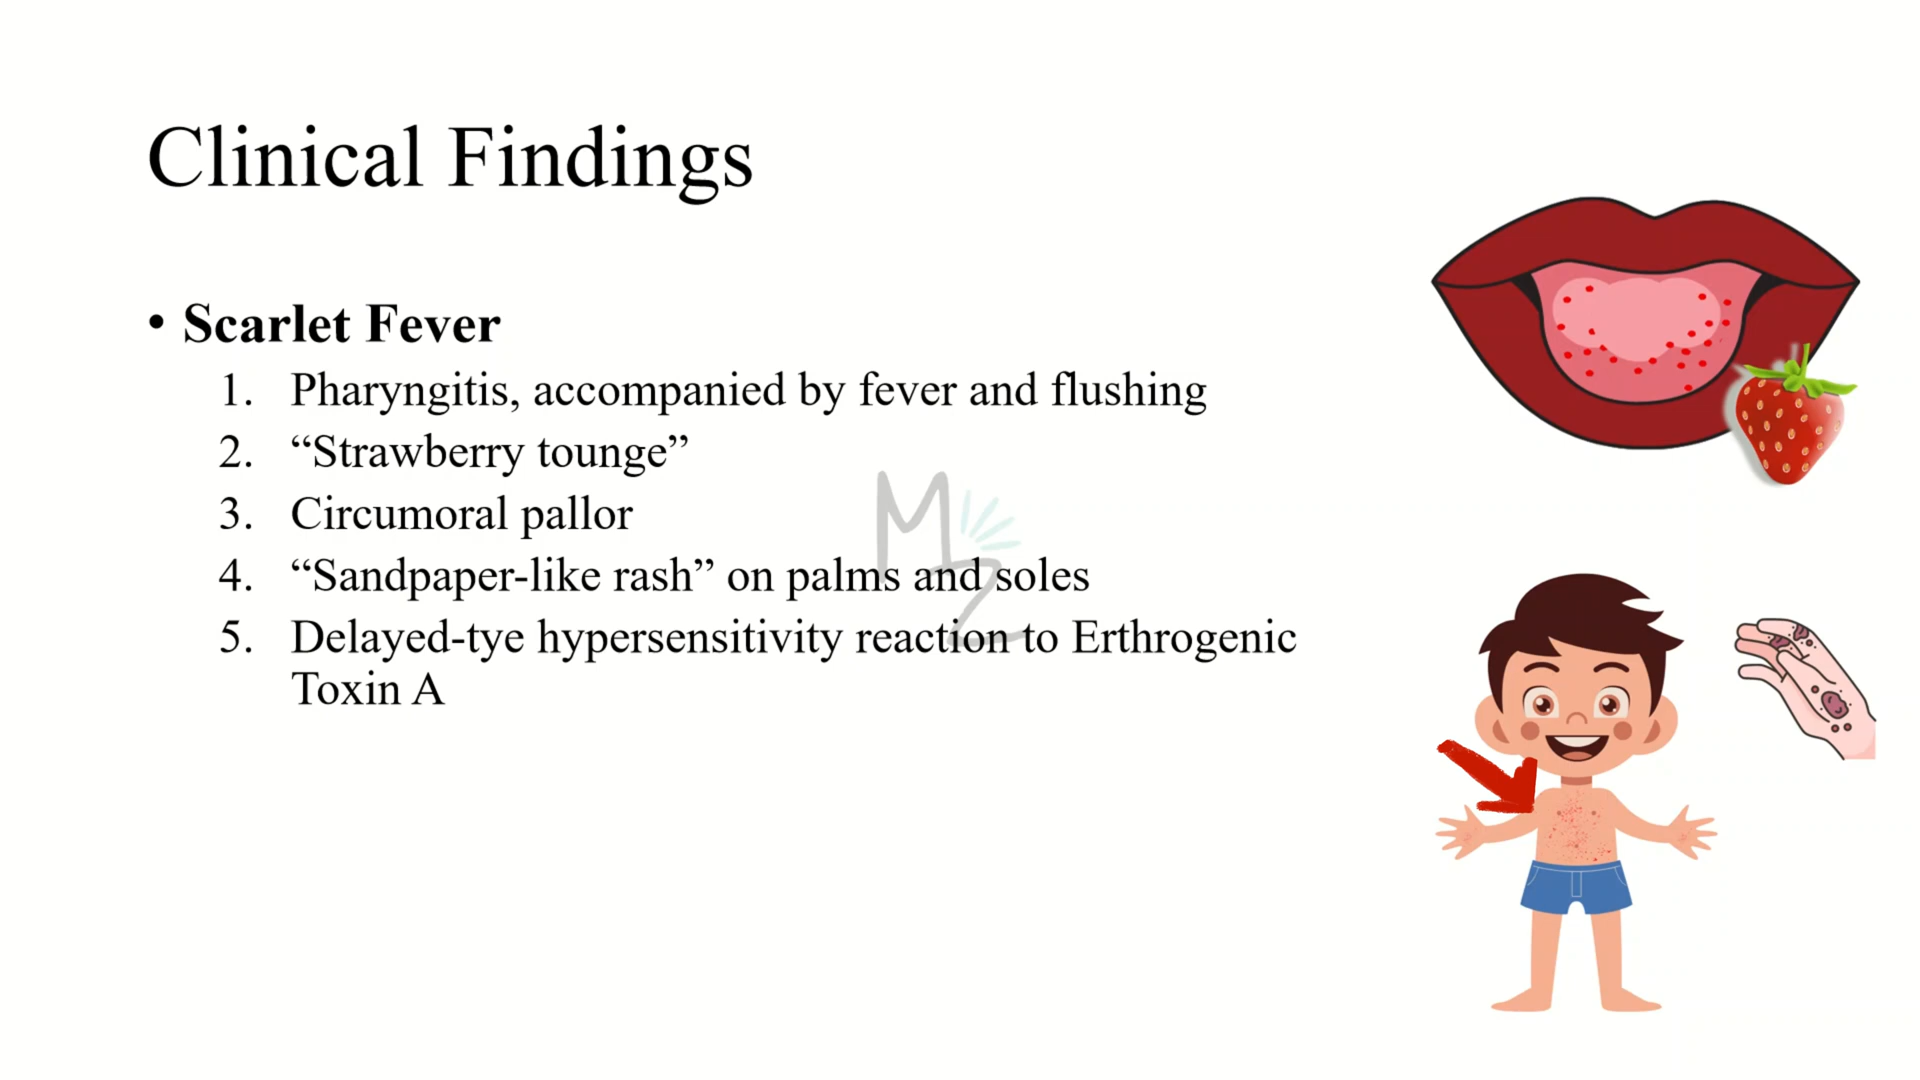 Clinical Findings
• Scarlet Fever
1. Pharyngitis, accompanied by fever and flushing
2. “Strawberry tounge”
3. Circumoral pallor
4. “Sandpaper-like rash” on palms and soles
5. Delayed-tye hypersensitivity reaction to Erthrogenic
Toxin A
MZ